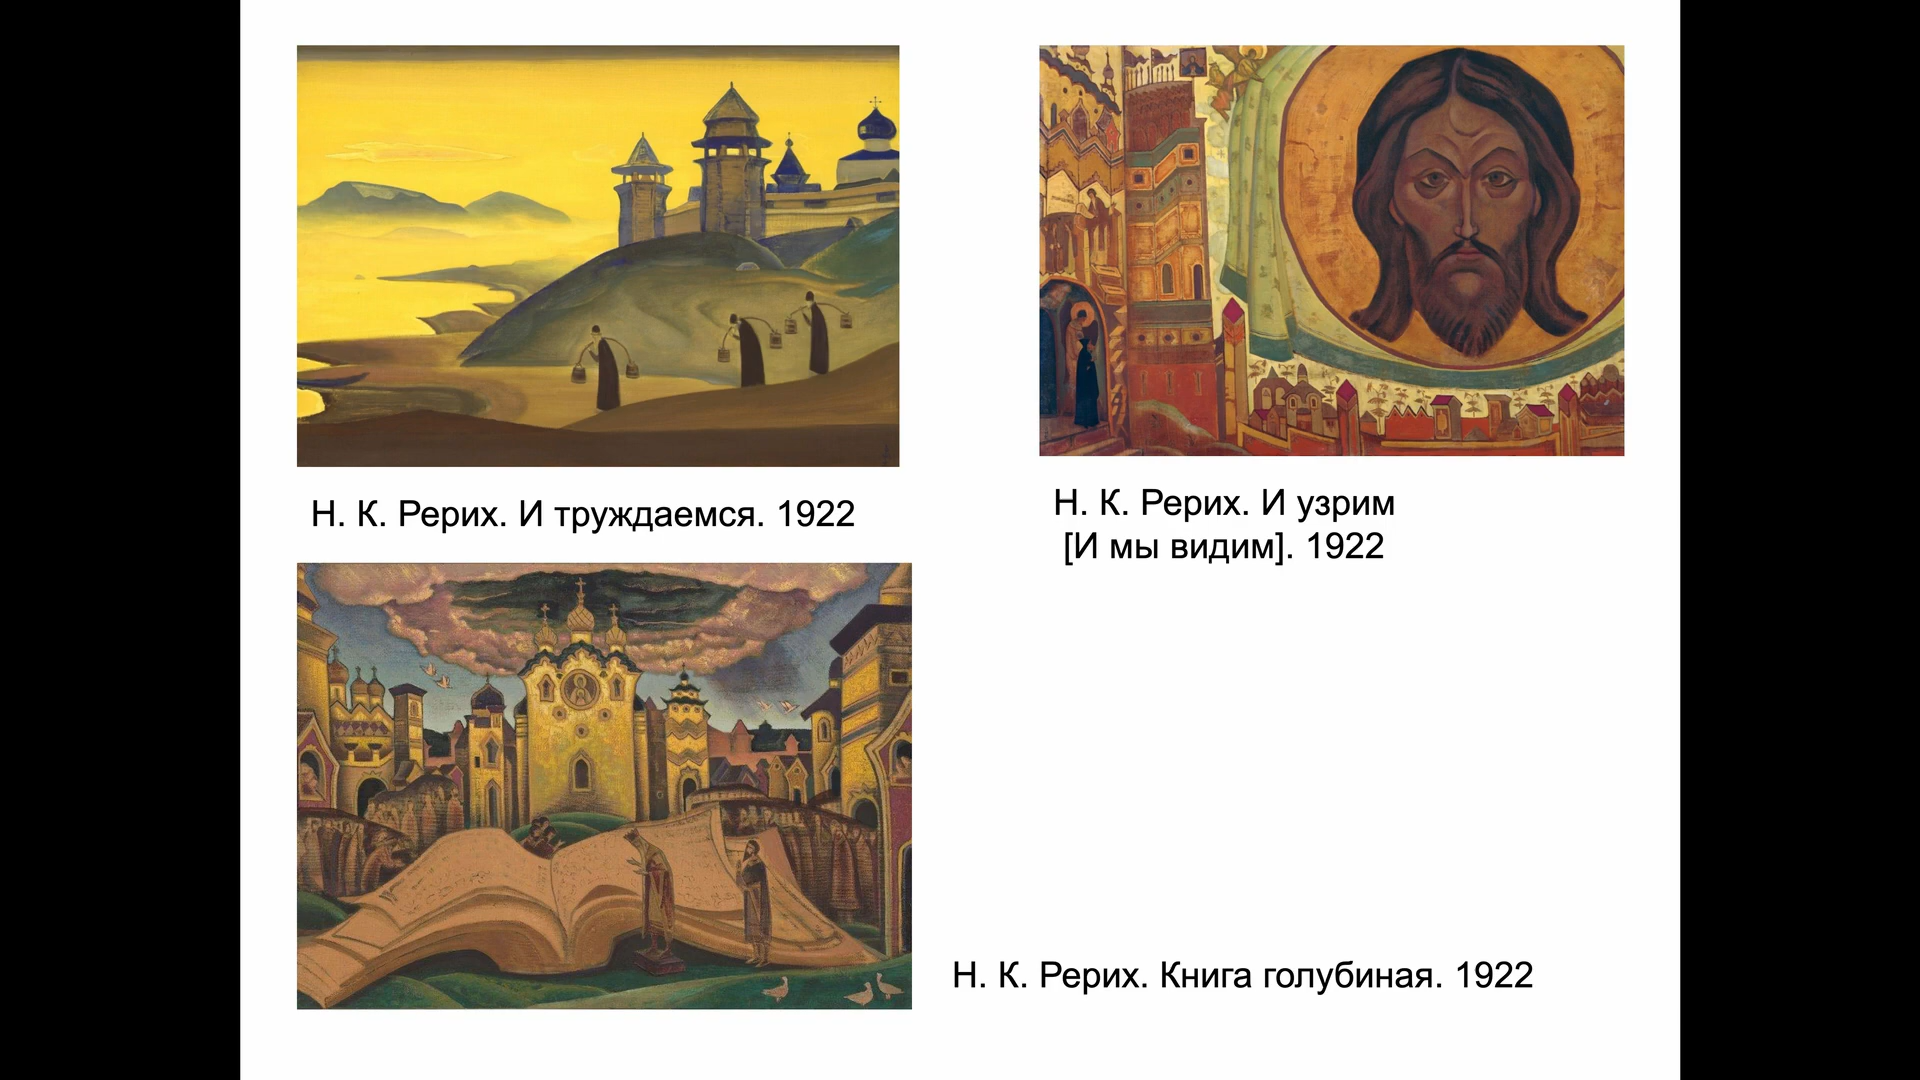 Н. К. Рерих. И труждаемся. 1922
Н. К. Рерих. И узрим
[И мы видим]. 1922
Н. К. Рерих. Книга голубиная. 1922